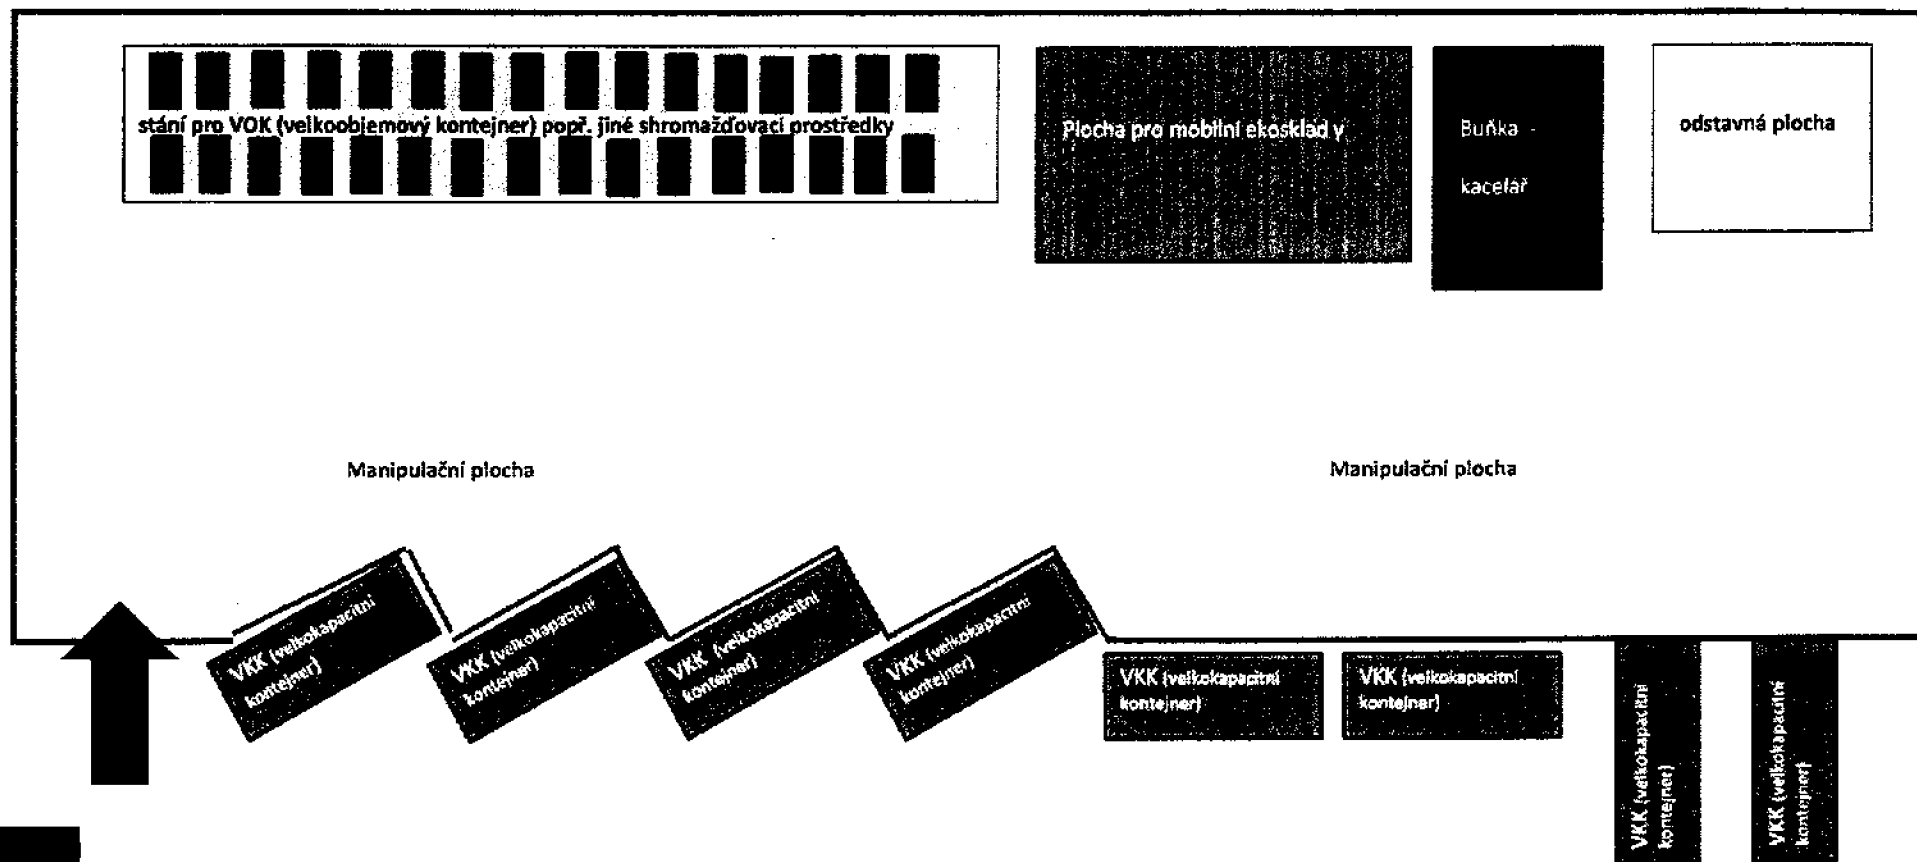 stání pro VOK (velkoobjemový kontejner) popř. jiné shromažďovací prostředky
Plocha pro mobilní ekosklad y
Buňka -
kacelář
odstavná plocha
Manipulační plocha
Manipulační plocha
VKK (velkokapacitní
kontejner)
VKK (velkokapacitní
kontejner)
VKK (velkokapacitní
kontejner)
VKK (velkokapacitní
kontejner)
VKK (velkokapacitní
kontejner)
VKK (velkokapacitní
kontejner)
VKK (velkokapacitní
kontejner)
VKK (velkokapacitní
kontejner)